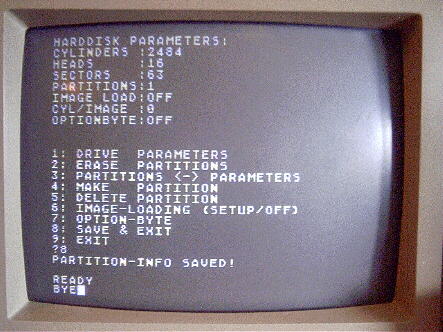 HARDDISK PARAMETERS:
CYLINDERS :2484
HEADS     :16
SECTORS   :63
PARTITIONS:1
IMAGE LOAD:OFF
CYL/IMAGE :0
OPTIONBYTE:OFF
1: DRIVE  PARAMETERS
2: ERASE  PARTITIONS
3: PARTITIONS <-> PARAMETERS
4: MAKE   PARTITION
5: DELETE PARTITION
6: IMAGE-LOADING (SETUP/OFF)
7: OPTION-BYTE
8: SAVE & EXIT
9: EXIT
?8
PARTITION-INFO SAVED!
READY
BYE